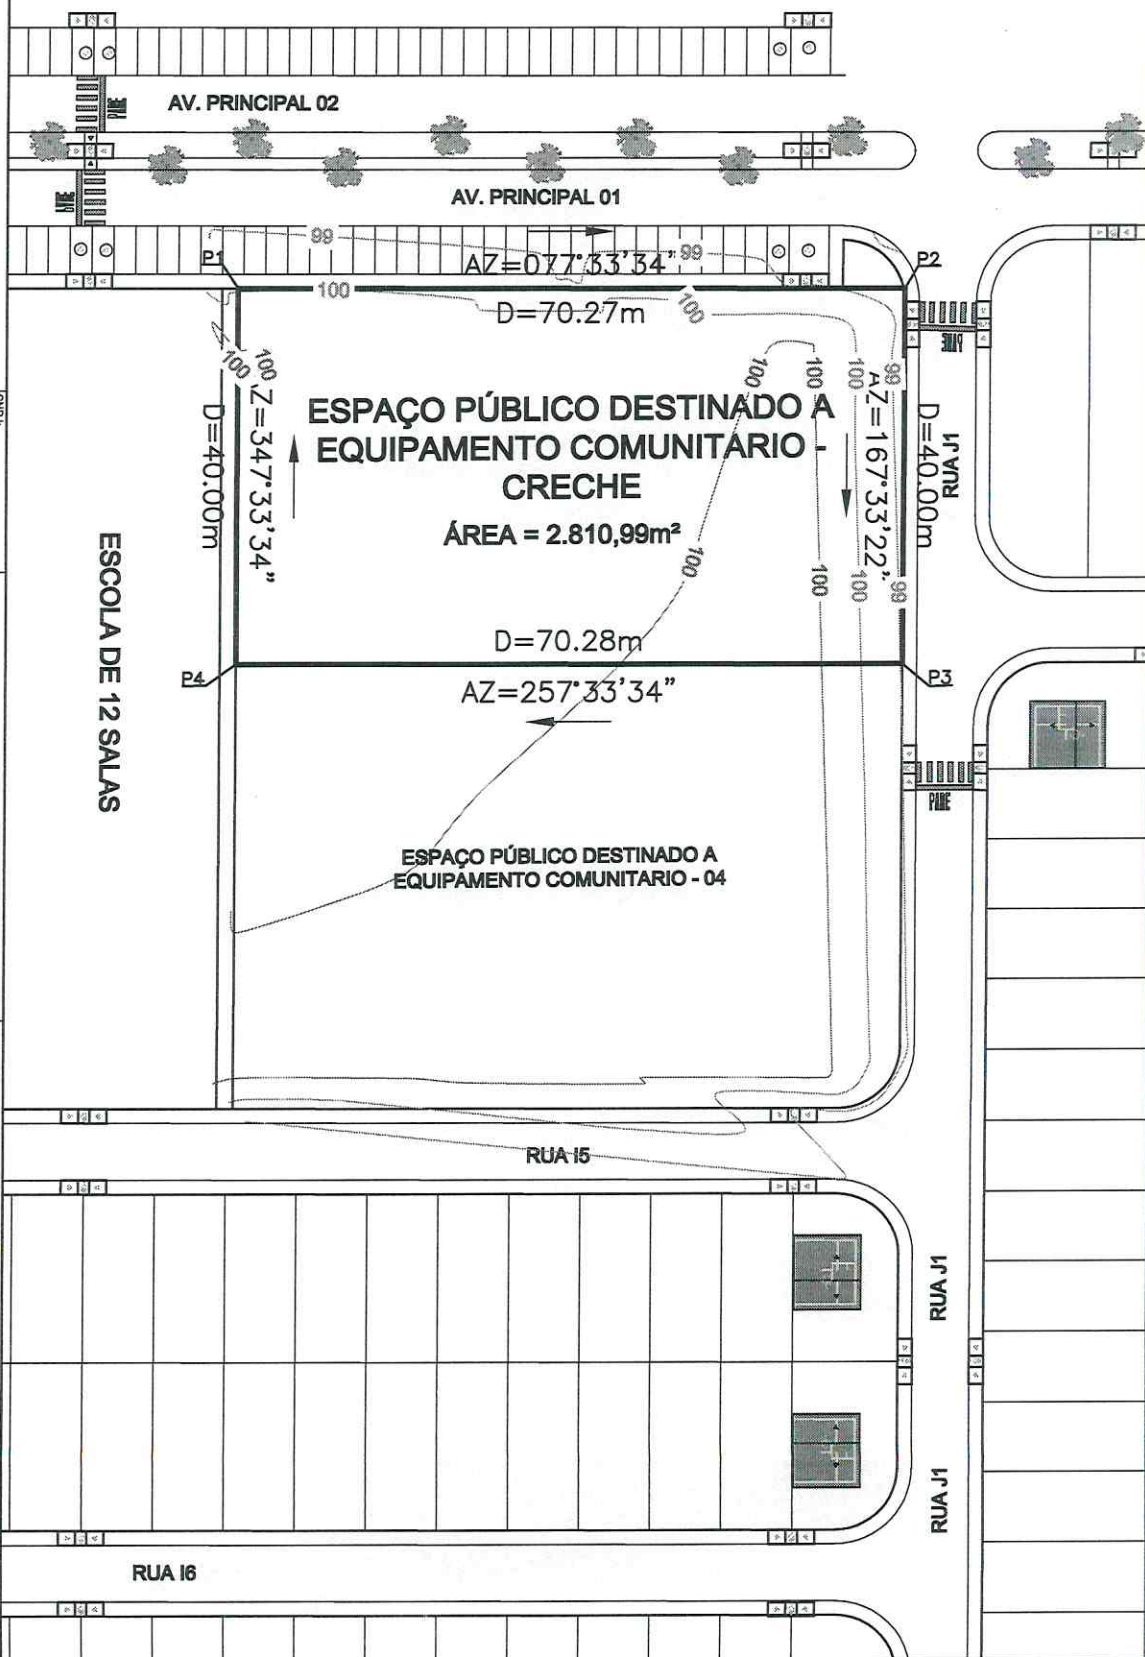 AV. PRINCIPAL 02
PARE
AV. PRINCIPAL 01
PARE
99
99
P1
P2
AZ=077°33'34"
100
D=70.27m
100
100
PARE
100
100
100
100
100
99
AZ=167°33'22"
D=40.00m
RUA J1
D=40.00m
Z=347°33'34"
ESPAÇO PÚBLICO DESTINADO A
EQUIPAMENTO COMUNITARIO -
CRECHE
ÁREA = 2.810,99m²
100
100
100
99
ESCOLA DE 12 SALAS
D=70.28m
P4
P3
AZ=257°33'34"
PARE
ESPAÇO PÚBLICO DESTINADO A
EQUIPAMENTO COMUNITARIO - 04
RUA I5
RUA J1
RUA J1
RUA I6